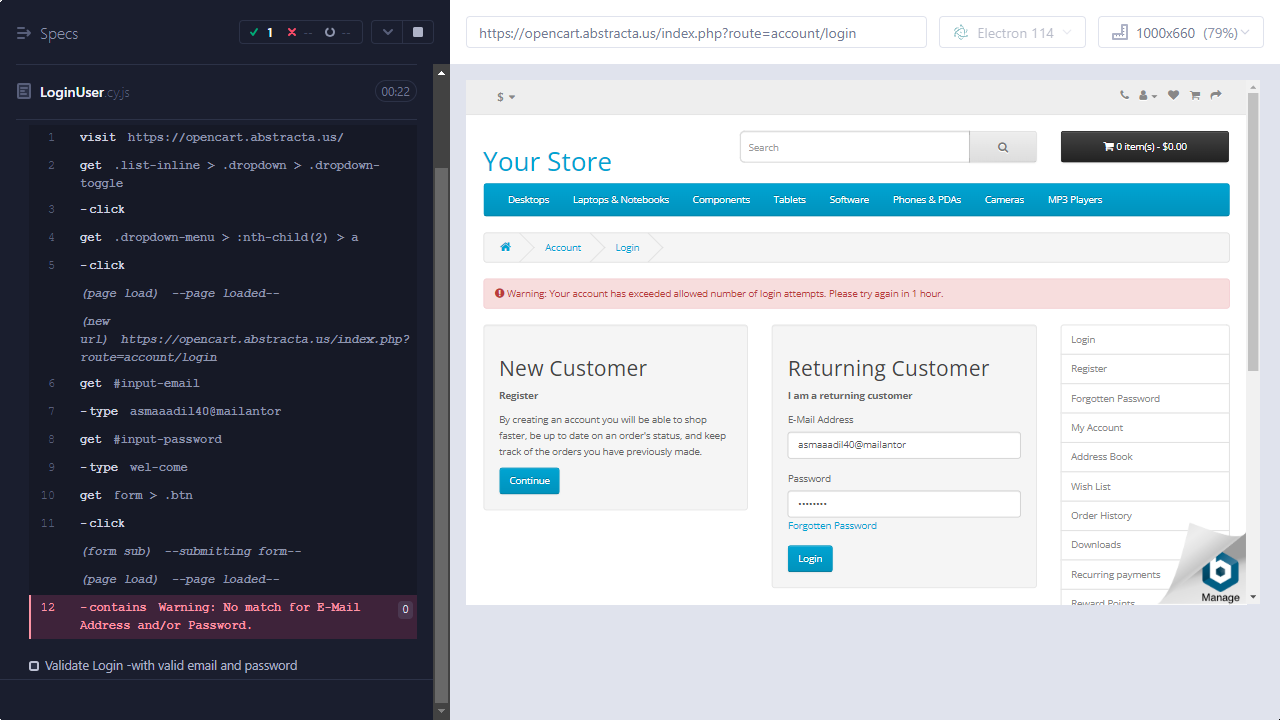 Specs
1 -- --
LoginUser.cy.js 00:22
1 visit https://opencart.abstracta.us/
2 get .list-inline > .dropdown > .dropdown-
toggle
3 -click
4 get .dropdown-menu > :nth-child(2) > a
5 -click
(page load) --page loaded--
(new
url) https://opencart.abstracta.us/index.php?
route=account/login
6 get #input-email
7 -type asmaaadil40@mailantor
8 get #input-password
9 -type wel-come
10 get form > .btn
11 -click
(form sub) --submitting form--
(page load) --page loaded--
12 -contains Warning: No match for E-Mail
Address and/or Password. 0
Validate Login -with valid email and password
https://opencart.abstracta.us/index.php?route=account/login
Electron 114
1000x660 (79%)
$
Your Store
Search
0 item(s) - $0.00
Desktops Laptops & Notebooks Components Tablets Software Phones & PDAs Cameras MP3 Players
Account Login
Warning: Your account has exceeded allowed number of login attempts. Please try again in 1 hour.
New Customer
Register
By creating an account you will be able to shop
faster, be up to date on an order's status, and keep
track of the orders you have previously made.
Continue
Returning Customer
I am a returning customer
E-Mail Address
asmaaadil40@mailantor
Password
••••••••
Forgotten Password
Login
Login
Register
Forgotten Password
My Account
Address Book
Wish List
Order History
Downloads
Recurring payments
Reward Points
Manage